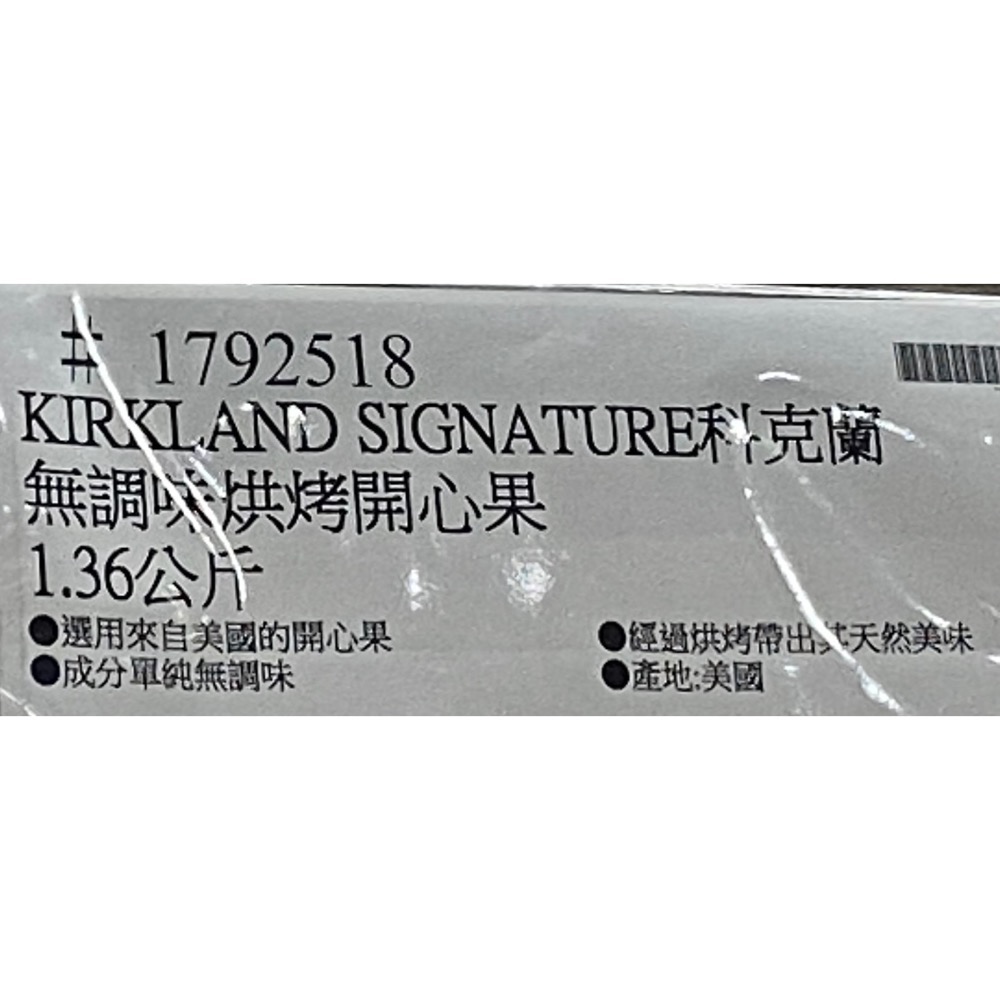 # 1792518
KIRKLAND SIGNATURE科克蘭
無調味烘烤開心果
1.36公斤
●選用來自美國的開心果
●成分單純無調味
●經過烘烤帶出其天然美味
●產地:美國